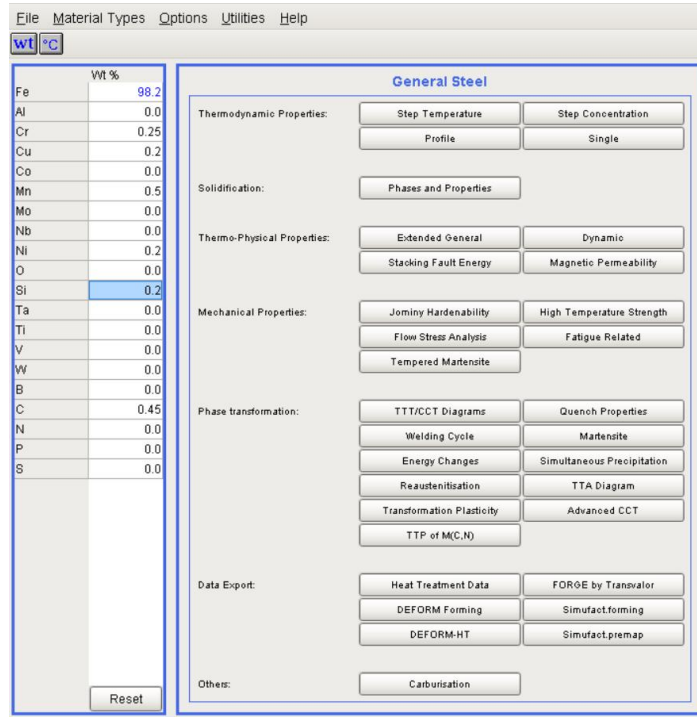 File Material Types Options Utilities Help
wt °C
Wt %
Fe 98.2
Al 0.0
Cr 0.25
Cu 0.2
Co 0.0
Mn 0.5
Mo 0.0
Nb 0.0
Ni 0.2
O 0.0
Si 0.2
Ta 0.0
Ti 0.0
V 0.0
W 0.0
B 0.0
C 0.45
N 0.0
P 0.0
S 0.0
Reset
General Steel
Thermodynamic Properties: Step Temperature Step Concentration
Profile Single
Solidification: Phases and Properties
Thermo-Physical Properties: Extended General Dynamic
Stacking Fault Energy Magnetic Permeability
Mechanical Properties: Jominy Hardenability High Temperature Strength
Flow Stress Analysis Fatigue Related
Tempered Martensite
Phase transformation: TTT/CCT Diagrams Quench Properties
Welding Cycle Martensite
Energy Changes Simultaneous Precipitation
Reaustenitisation TTA Diagram
Transformation Plasticity Advanced CCT
TTP of M(C,N)
Data Export: Heat Treatment Data FORGE by Transvalor
DEFORM Forming Simufact.forming
DEFORM-HT Simufact.premap
Others: Carburisation